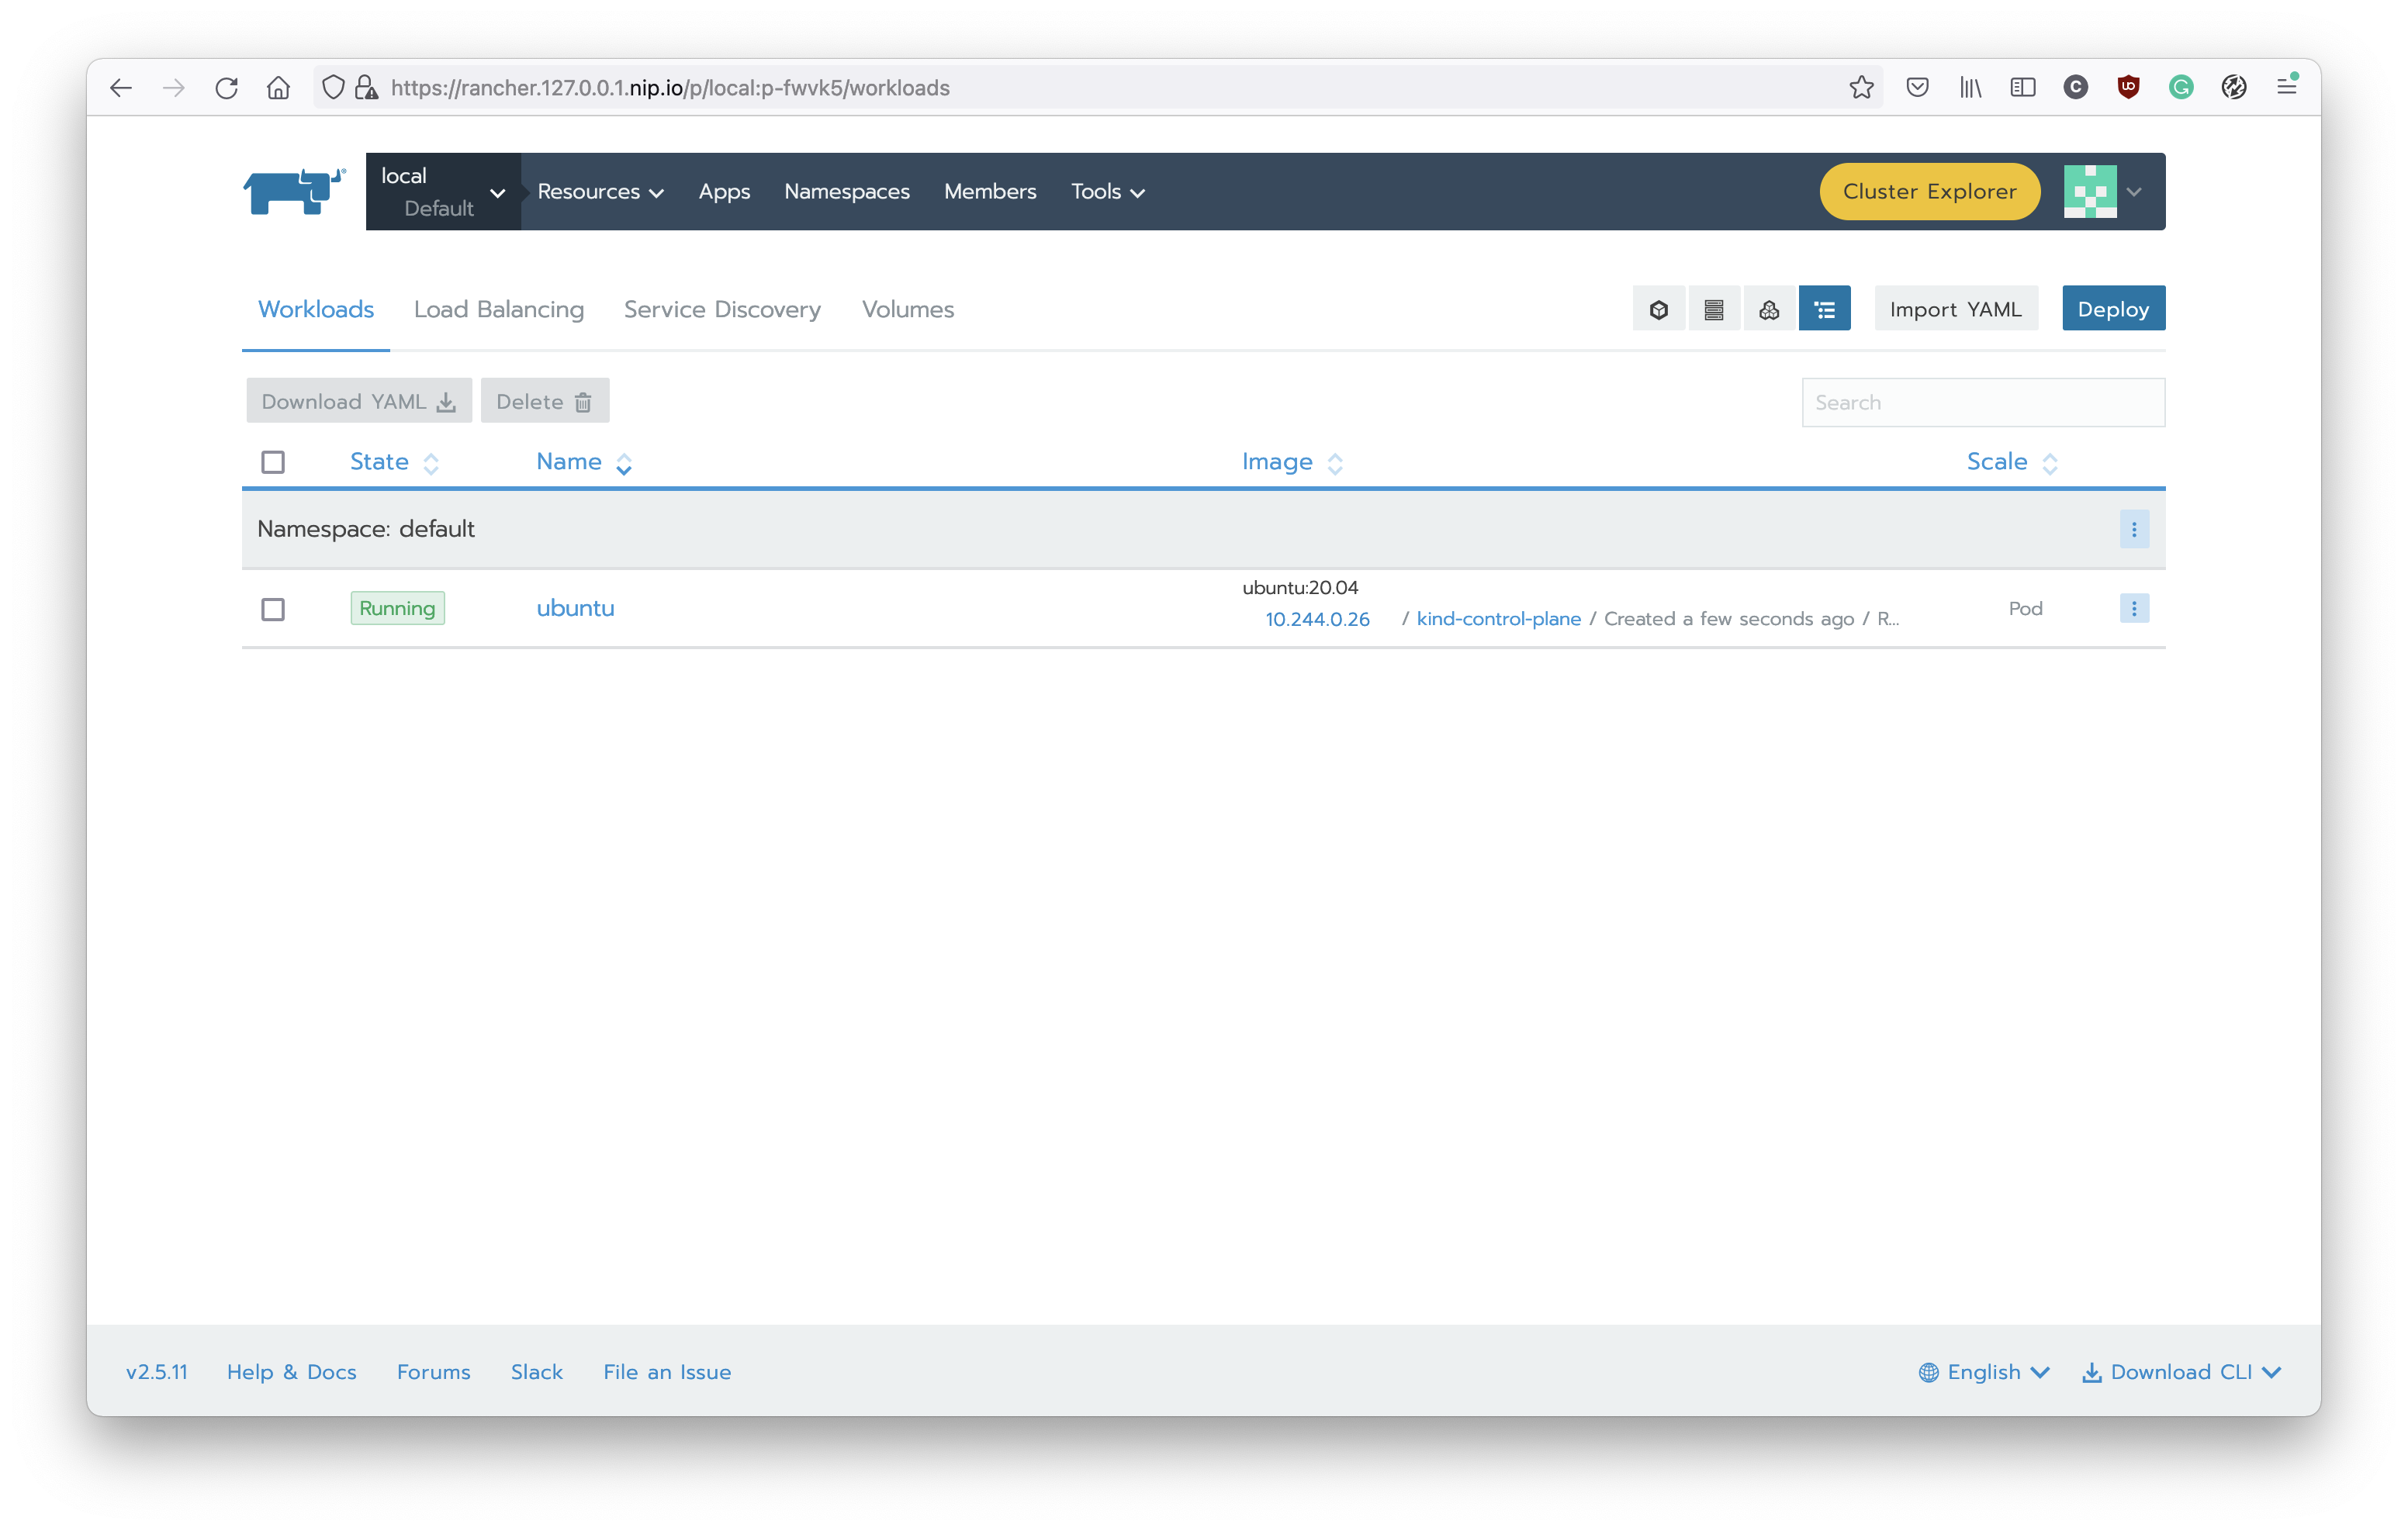 https://rancher.127.0.0.1.nip.io/p/local:p-fwvk5/workloads
local
Default
Resources Apps Namespaces Members Tools Cluster Explorer
Workloads Load Balancing Service Discovery Volumes Import YAML Deploy
Download YAML Delete Search
State Name Image Scale
Namespace: default
Running ubuntu ubuntu:20.04 Pod
10.244.0.26 / kind-control-plane / Created a few seconds ago / R...
v2.5.11 Help & Docs Forums Slack File an Issue English Download CLI